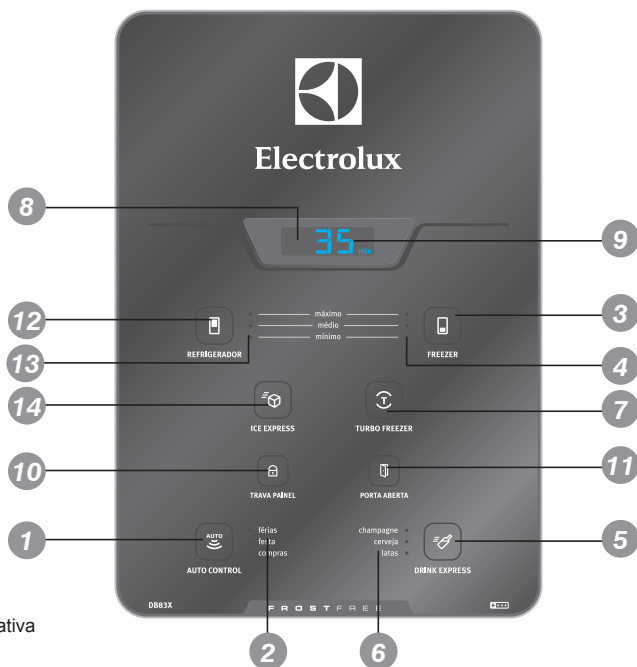 Electrolux
8
35 min
9
12
máximo
3
médio
mínimo
REFRIGERADOR
FREEZER
13
4
14
T
7
ICE EXPRESS
TURBO FREEZER
10
11
TRAVA PAINEL
PORTA ABERTA
1
AUTO
férias
champagne
5
festa
cerveja
compras
latas
AUTO CONTROL
DRINK EXPRESS
DB83X
FROSTFREE
ativa
2
6